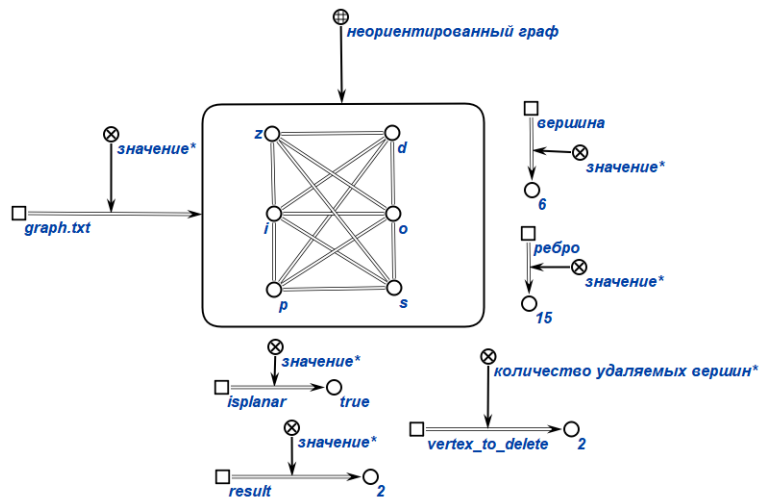 неориентированный граф
z
d
вершина
значение*
значение*
6
graph.txt
i
o
ребро
значение*
15
p
s
значение*
количество удаляемых вершин*
isplanar
true
значение*
vertex_to_delete
2
result
2